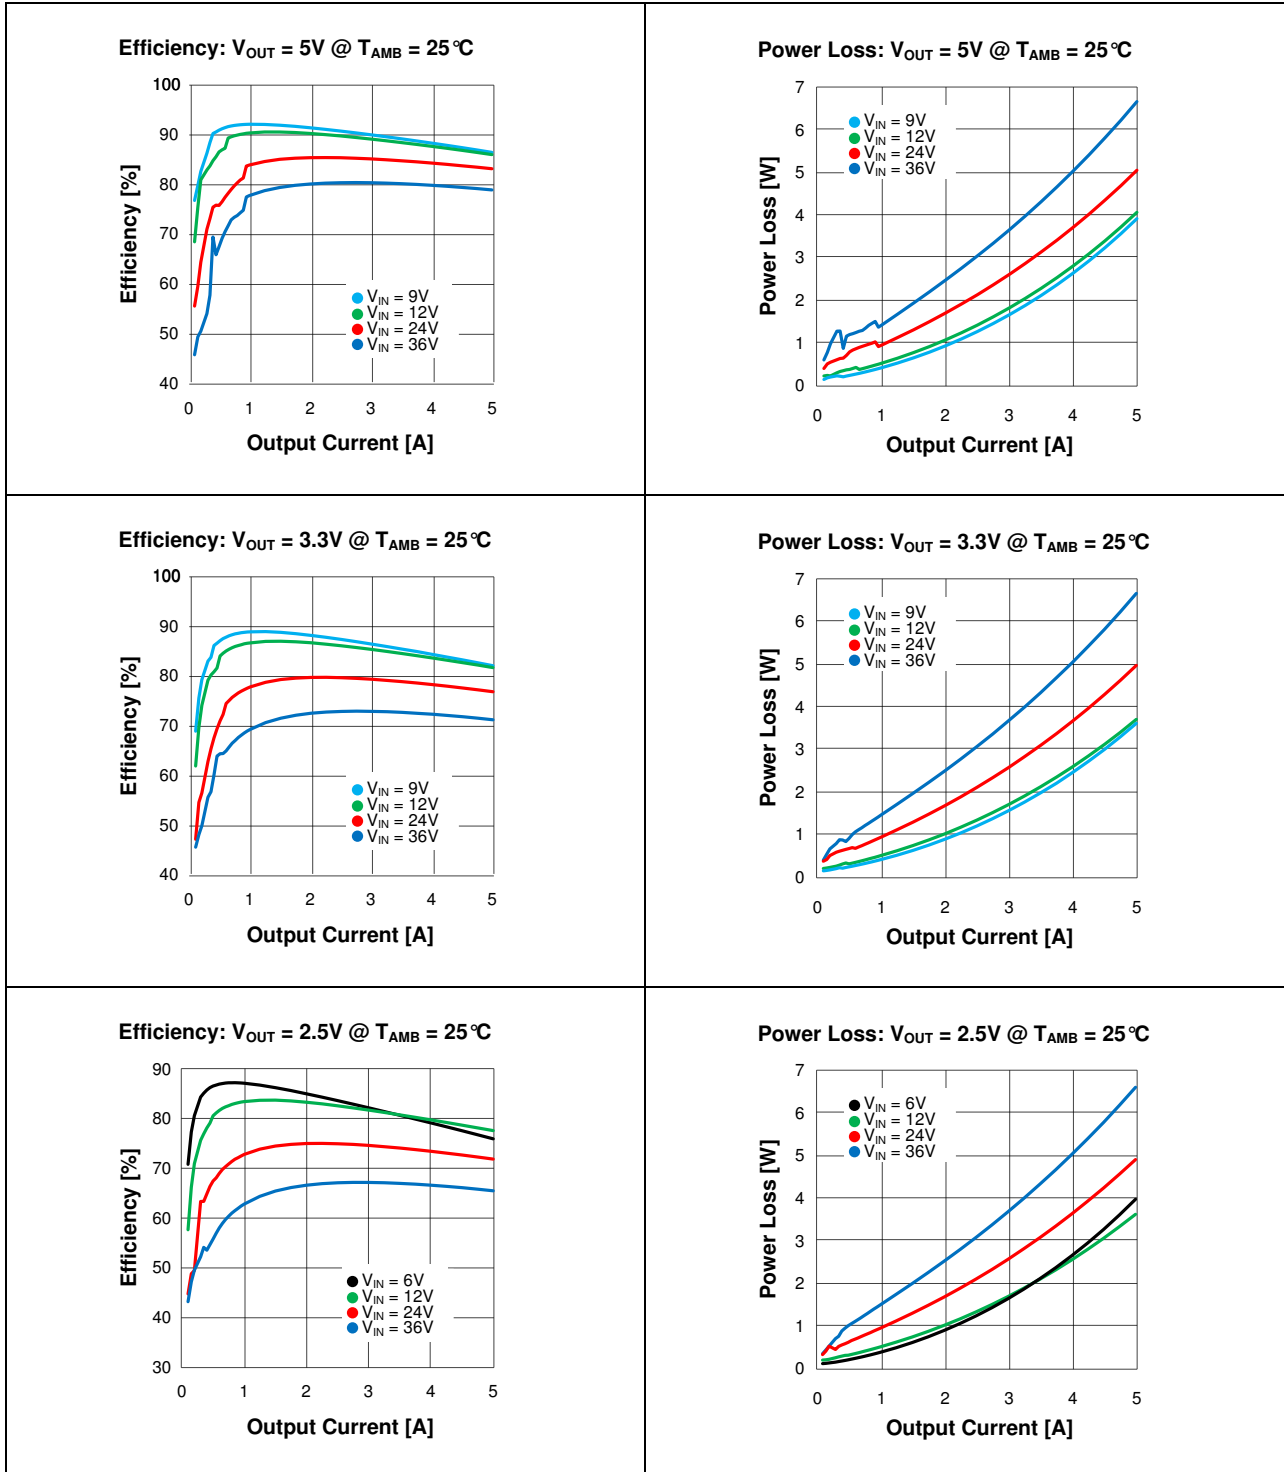 Efficiency: VOUT = 5V @ TAMB = 25°C
100
90
80
70
60
50
40
Efficiency [%]
VIN = 9V
VIN = 12V
VIN = 24V
VIN = 36V
0 1 2 3 4 5
Output Current [A]
Power Loss: VOUT = 5V @ TAMB = 25°C
7
6
5
4
3
2
1
0
Power Loss [W]
VIN = 9V
VIN = 12V
VIN = 24V
VIN = 36V
0 1 2 3 4 5
Output Current [A]
Efficiency: VOUT = 3.3V @ TAMB = 25°C
100
90
80
70
60
50
40
Efficiency [%]
VIN = 9V
VIN = 12V
VIN = 24V
VIN = 36V
0 1 2 3 4 5
Output Current [A]
Power Loss: VOUT = 3.3V @ TAMB = 25°C
7
6
5
4
3
2
1
0
Power Loss [W]
VIN = 9V
VIN = 12V
VIN = 24V
VIN = 36V
0 1 2 3 4 5
Output Current [A]
Efficiency: VOUT = 2.5V @ TAMB = 25°C
90
80
70
60
50
40
30
Efficiency [%]
VIN = 6V
VIN = 12V
VIN = 24V
VIN = 36V
0 1 2 3 4 5
Output Current [A]
Power Loss: VOUT = 2.5V @ TAMB = 25°C
7
6
5
4
3
2
1
0
Power Loss [W]
VIN = 6V
VIN = 12V
VIN = 24V
VIN = 36V
0 1 2 3 4 5
Output Current [A]